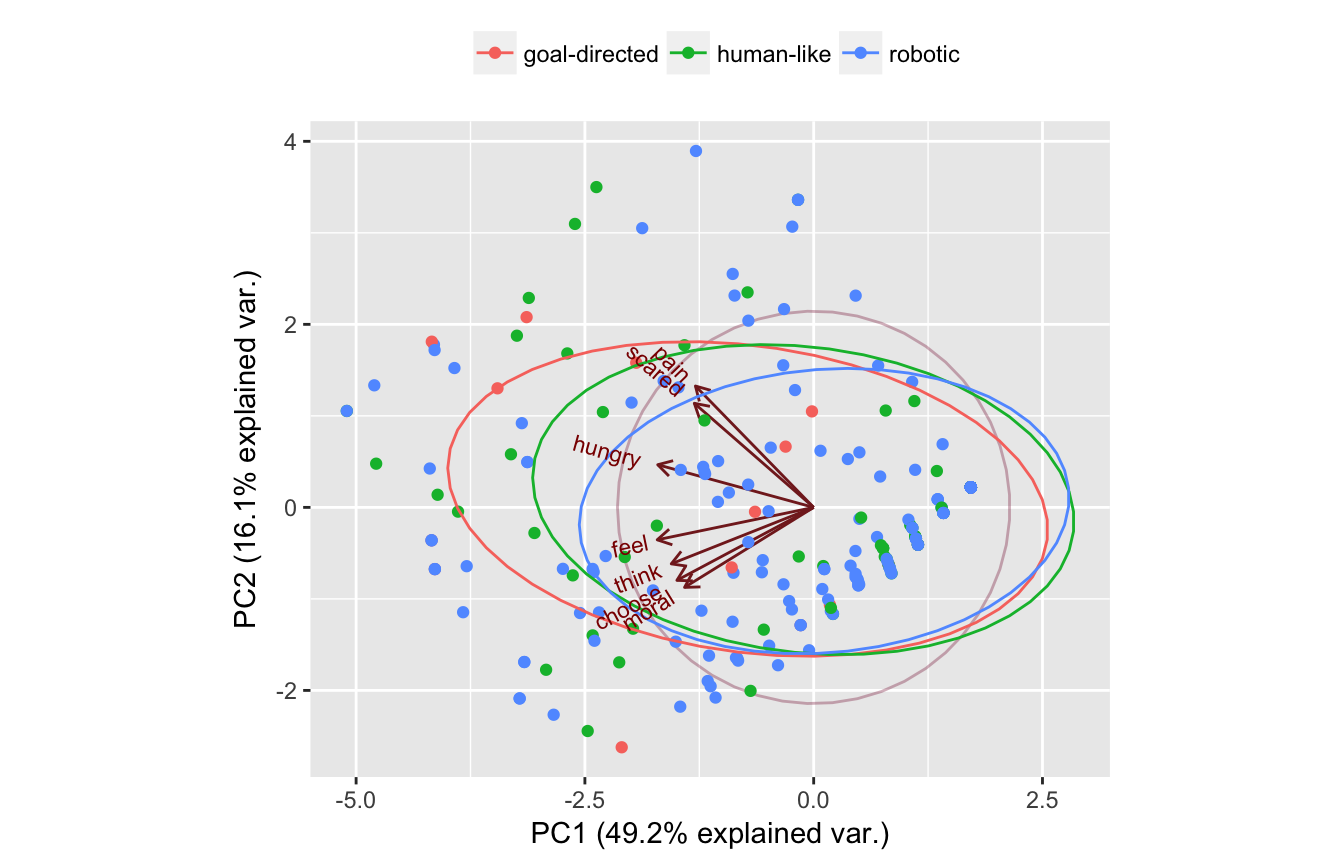 goal-directed human-like robotic
PC2 (16.1% explained var.)
4
2
0
-2
pain
scared
hungry
feel
think
choose
moral
-5.0 -2.5 0.0 2.5
PC1 (49.2% explained var.)